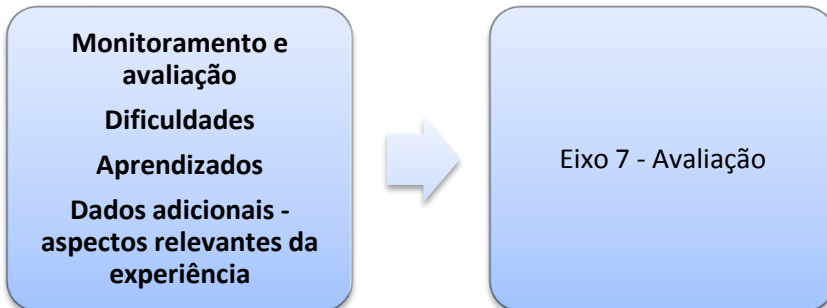 Monitoramento e
avaliação
Dificuldades
Aprendizados
Dados adicionais -
aspectos relevantes da
experiência
Eixo 7 - Avaliação